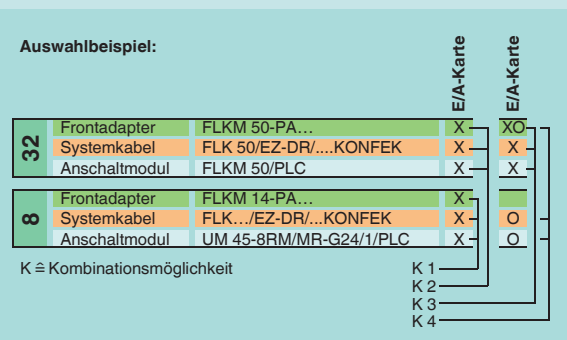 Auswahlbeispiel:
E/A-Karte
E/A-Karte
32
Frontadapter FLKM 50-PA… X XO
Systemkabel FLK 50/EZ-DR/....KONFEK X X
Anschaltmodul FLKM 50/PLC X X
8
Frontadapter FLKM 14-PA… X
Systemkabel FLK…/EZ-DR/...KONFEK X O
Anschaltmodul UM 45-8RM/MR-G24/1/PLC X O
K ≙ Kombinationsmöglichkeit
K 1
K 2
K 3
K 4